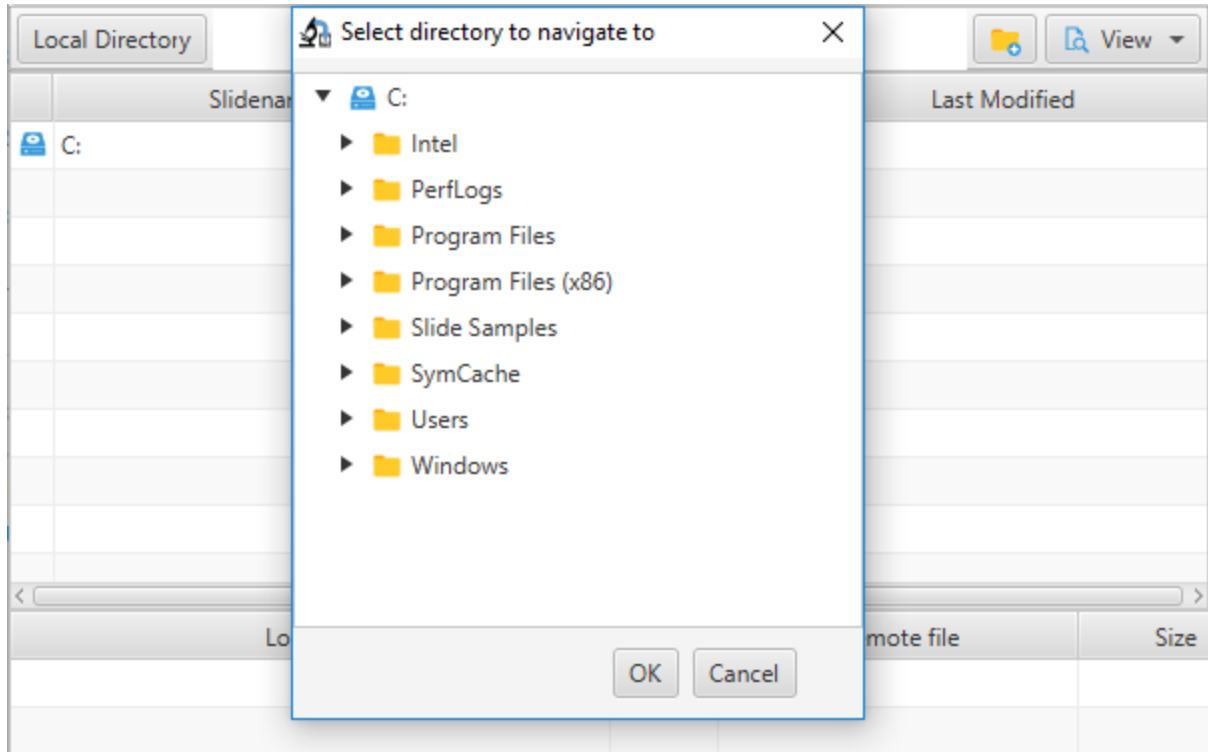 Local Directory
Select directory to navigate to
View
Slidenar
Last Modified
C:
C:
Intel
PerfLogs
Program Files
Program Files (x86)
Slide Samples
SymCache
Users
Windows
Lo
mote file
Size
OK
Cancel